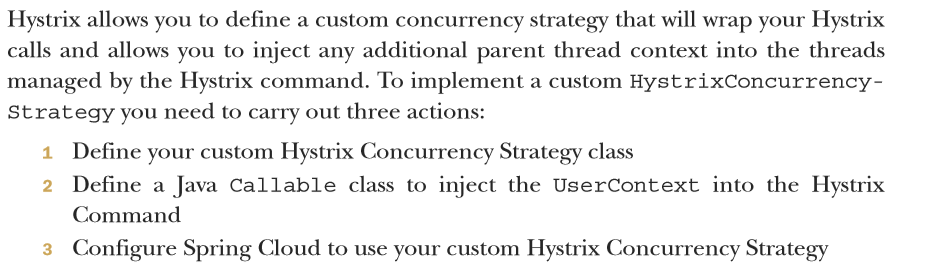 Hystrix allows you to define a custom concurrency strategy that will wrap your Hystrix
calls and allows you to inject any additional parent thread context into the threads
managed by the Hystrix command. To implement a custom HystrixConcurrency-
Strategy you need to carry out three actions:
1 Define your custom Hystrix Concurrency Strategy class
2 Define a Java Callable class to inject the UserContext into the Hystrix
Command
3 Configure Spring Cloud to use your custom Hystrix Concurrency Strategy